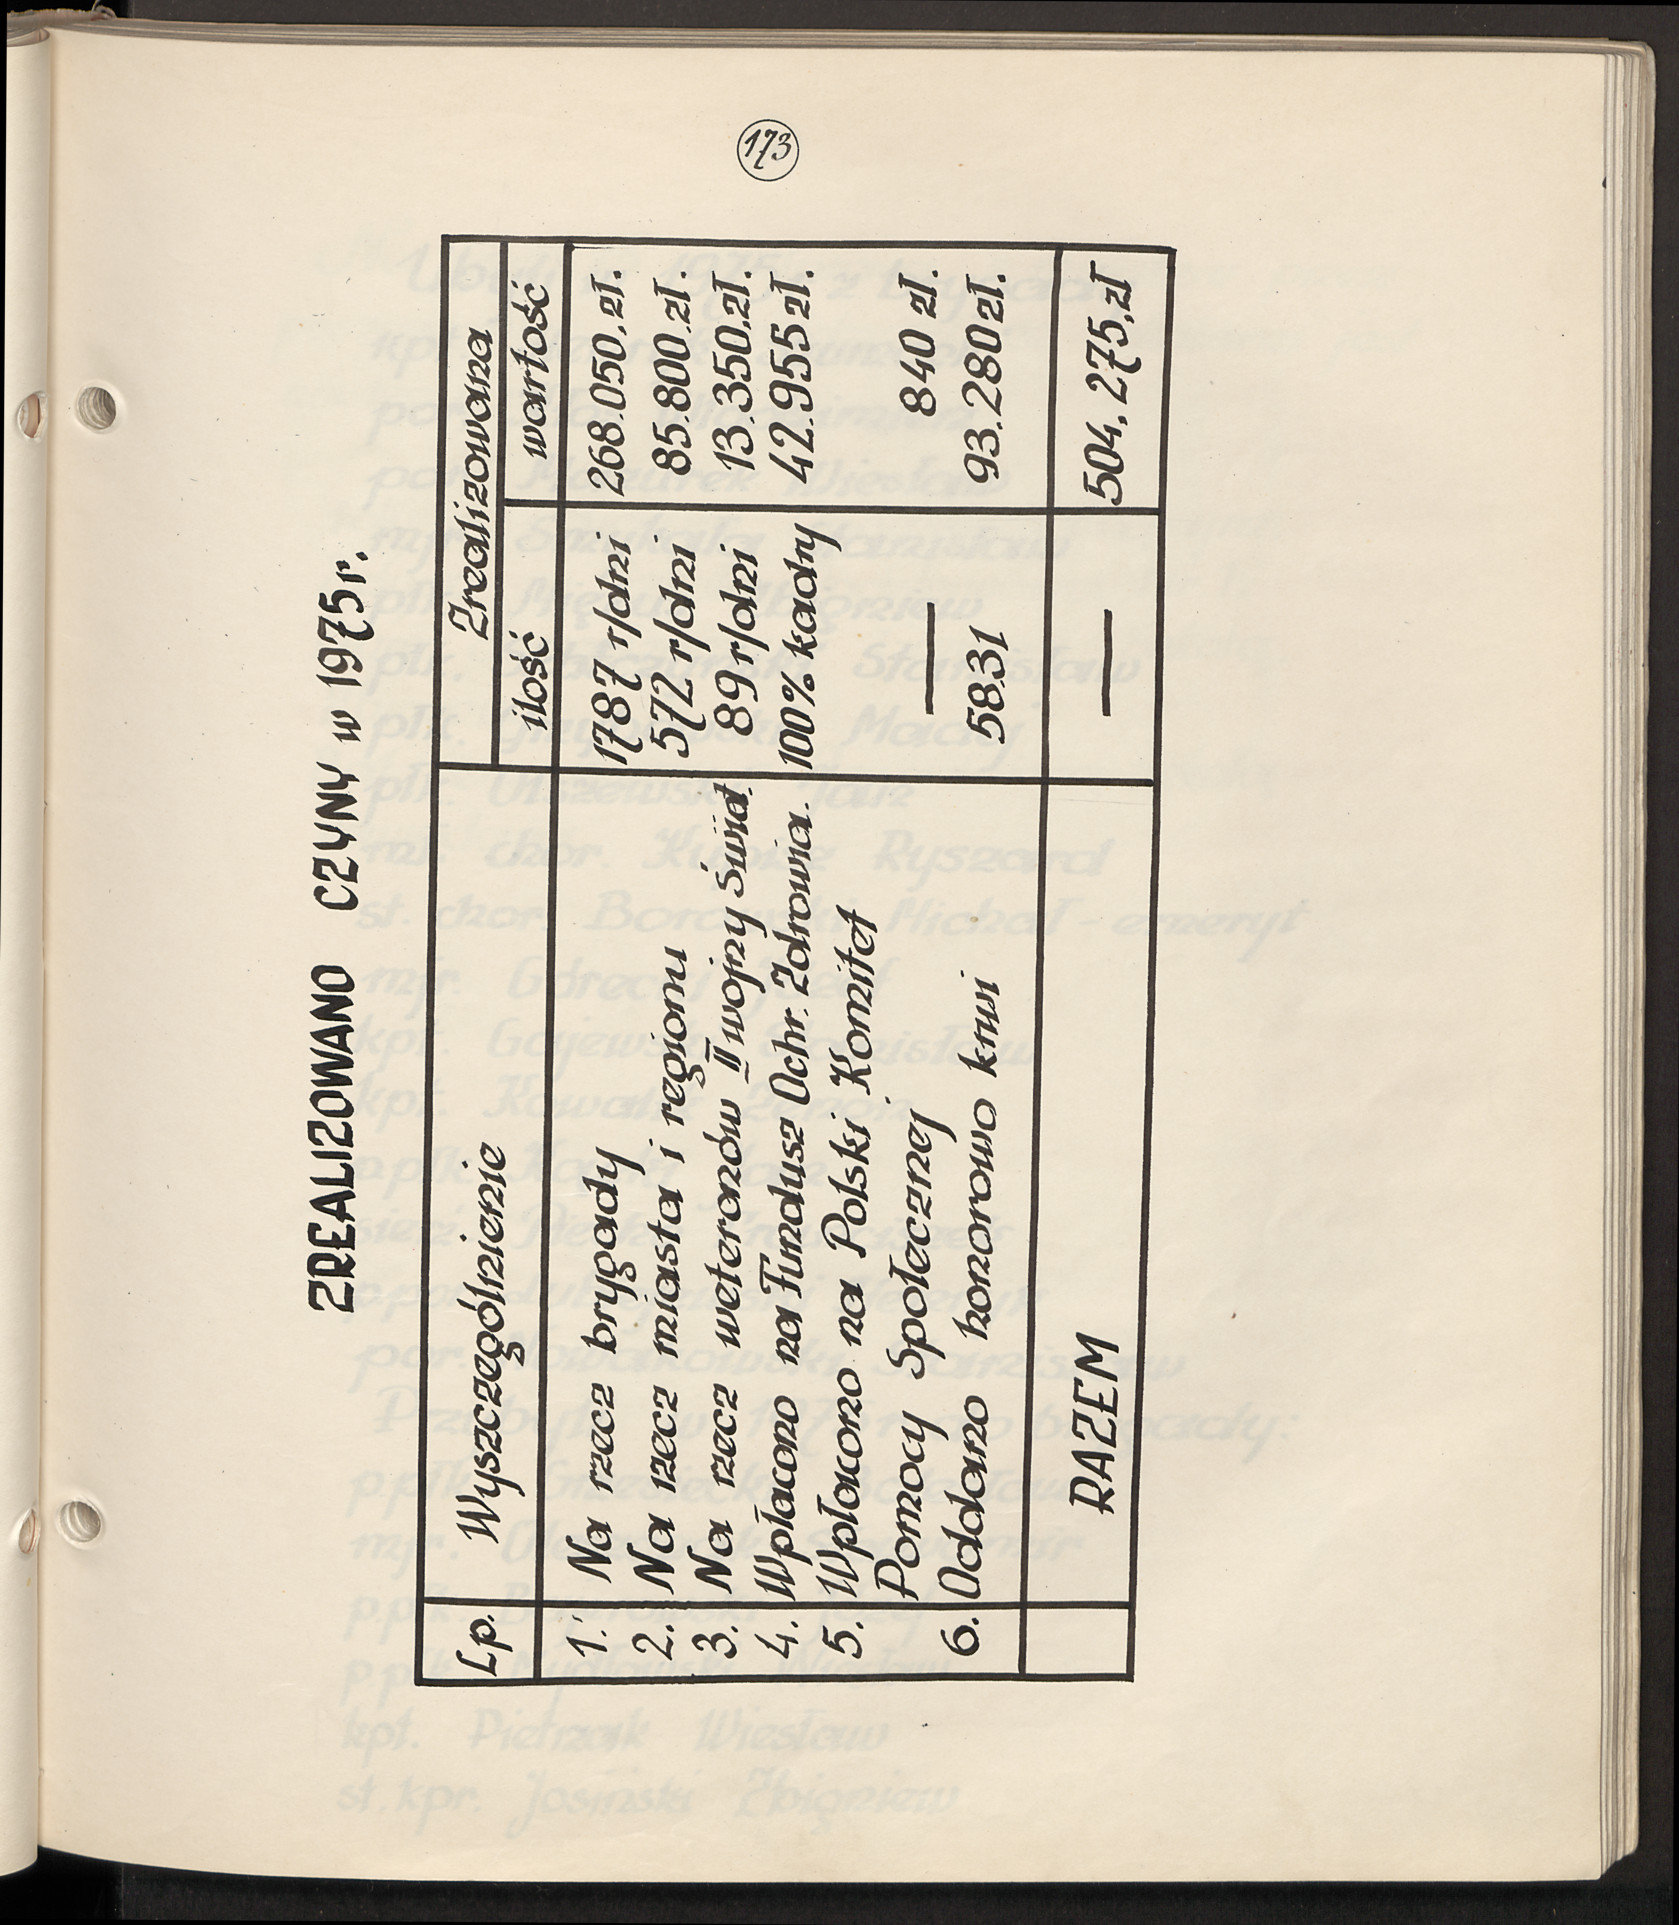 173
ZREALIZOWANO CZYNY w 1975r.
Lp. Wyszczególnienie Zrealizowana
ilość wartość
1. Na rzecz brygady 1787 r/dni 268.050,zł.
2. Na rzecz miasta i regionu 572 r/dni 85.800,zł.
3. Na rzecz weteranów II wojny świat. 89 r/dni 13.350,zł.
4. Wpłacono na Fundusz Ochr. Zdrowia. 100% kadry 42.955 zł.
5. Wpłacono na Polski Komitet
Pomocy Społecznej — 840 zł.
6. Oddano honorowo krwi 5831 93.280 zł.
RAZEM — 504.275,zł